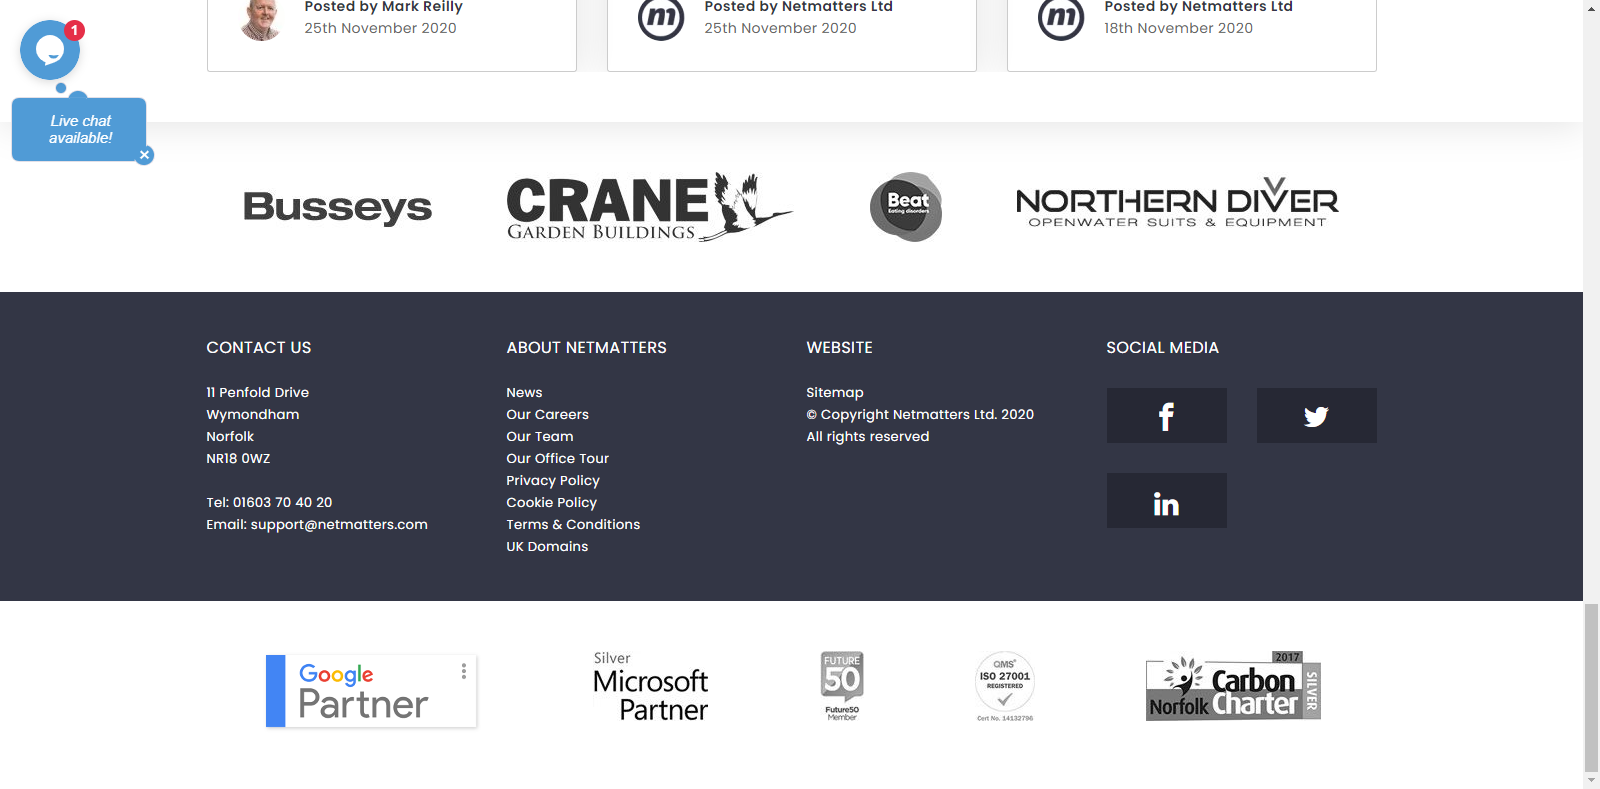 Posted by Mark Reilly
25th November 2020
Posted by Netmatters Ltd
25th November 2020
Posted by Netmatters Ltd
18th November 2020
1
Live chat
available!
Busseys
CRANE
GARDEN BUILDINGS
Beat
Eating disorders
NORTHERN DIVER
OPENWATER SUITS & EQUIPMENT
CONTACT US
11 Penfold Drive
Wymondham
Norfolk
NR18 0WZ
Tel: 01603 70 40 20
Email: support@netmatters.com
ABOUT NETMATTERS
News
Our Careers
Our Team
Our Office Tour
Privacy Policy
Cookie Policy
Terms & Conditions
UK Domains
WEBSITE
Sitemap
© Copyright Netmatters Ltd. 2020
All rights reserved
SOCIAL MEDIA
f
in
Google
Partner
Silver
Microsoft
Partner
FUTURE
50
Future50
Member
QMS
ISO 27001
REGISTERED
Cert No. 14132796
2017
Carbon
Norfolk Charter
SILVER